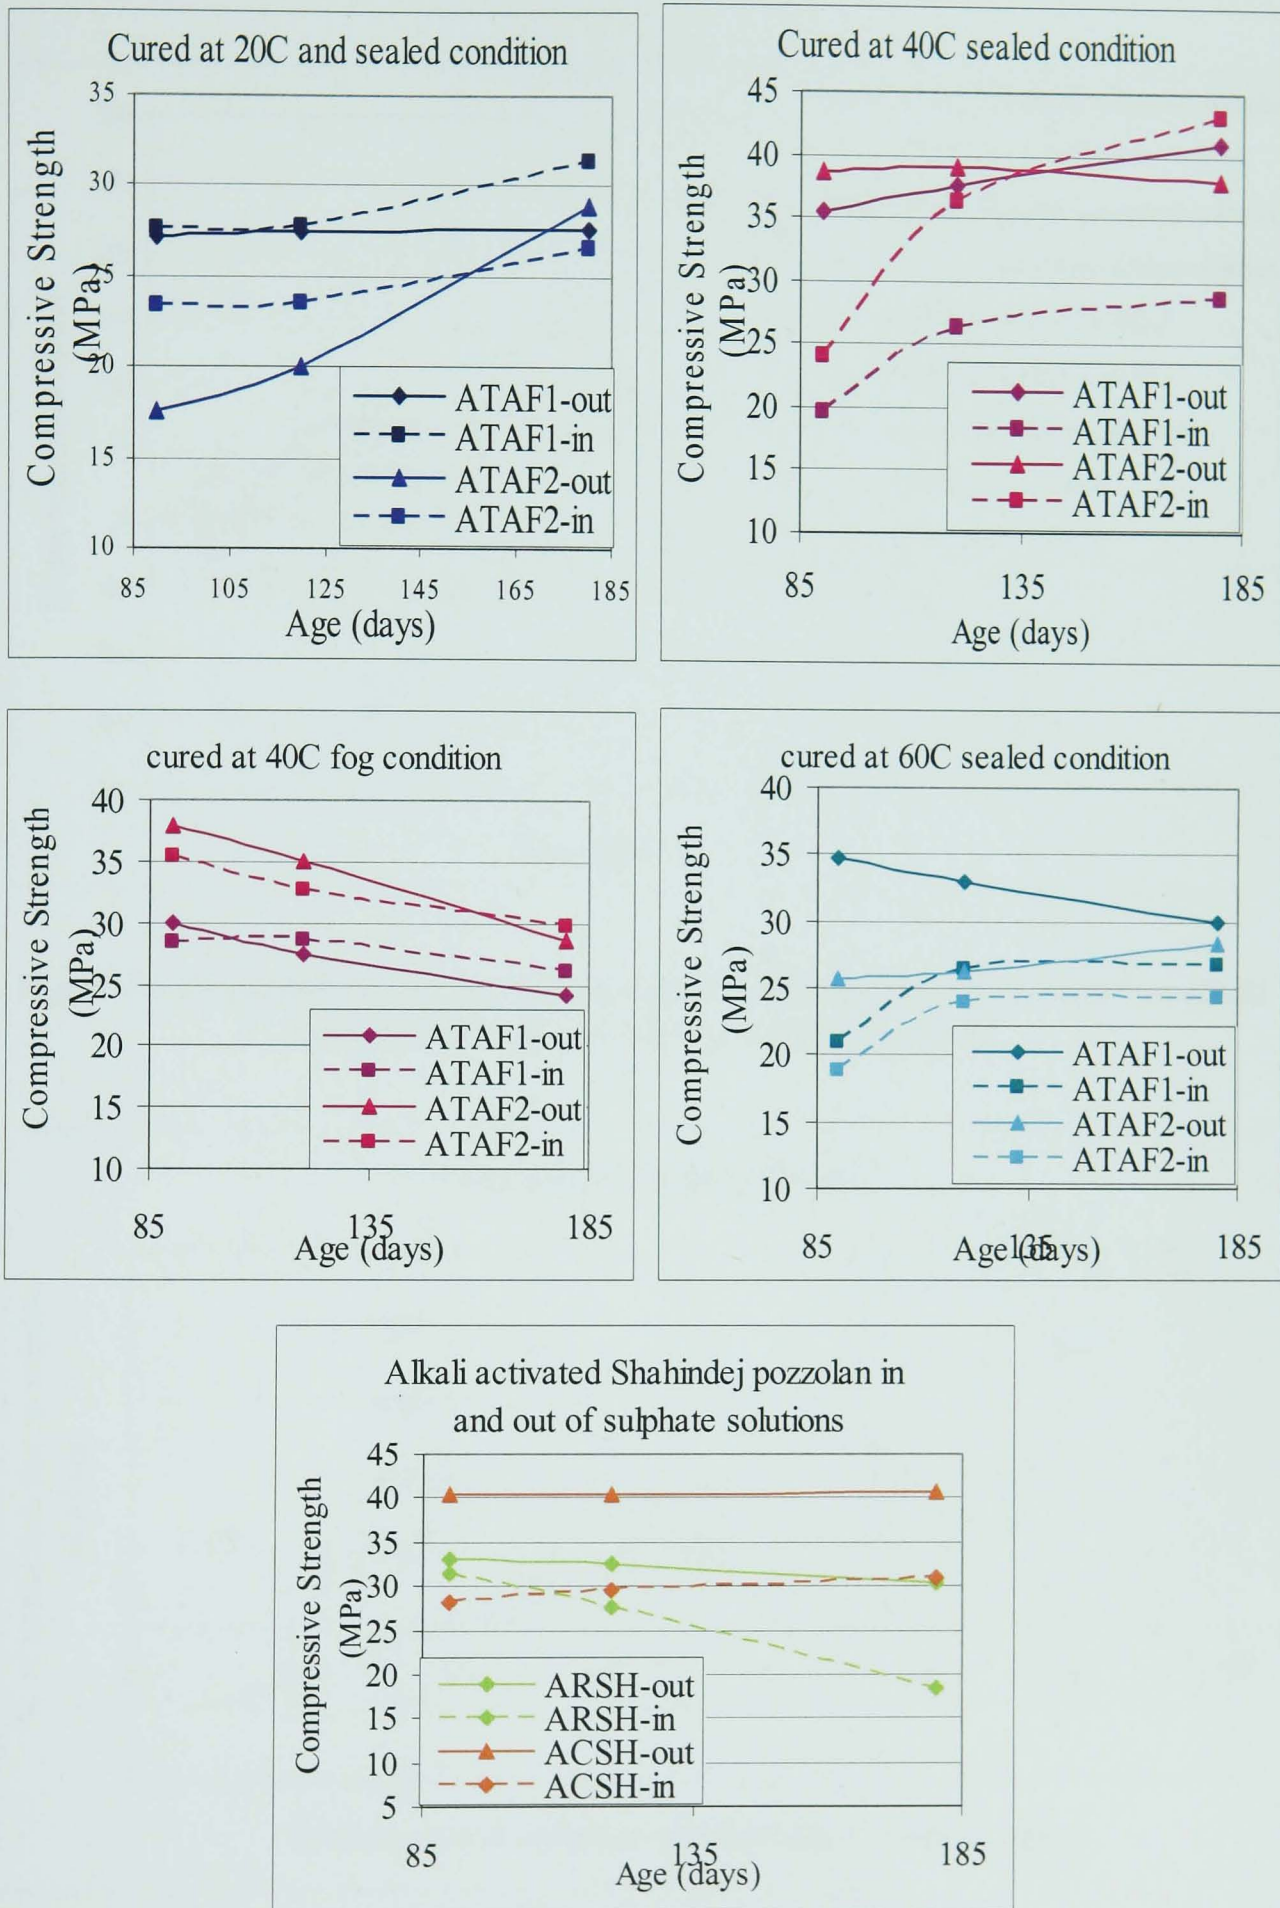 Cured at 20C and sealed condition
Compressive Strength
(MPa)
35
30
25
20
15
10
ATAF1-out
ATAF1-in
ATAF2-out
ATAF2-in
85 105 125 145 165 185
Age (days)
Cured at 40C sealed condition
Compressive Strength
(MPa)
45
40
35
30
25
20
15
10
ATAF1-out
ATAF1-in
ATAF2-out
ATAF2-in
85 135 185
Age (days)
cured at 40C fog condition
Compressive Strength
(MPa)
40
35
30
25
20
15
10
ATAF1-out
ATAF1-in
ATAF2-out
ATAF2-in
85 135 185
Age (days)
cured at 60C sealed condition
Compressive Strength
(MPa)
40
35
30
25
20
15
10
ATAF1-out
ATAF1-in
ATAF2-out
ATAF2-in
85 135 185
Age (days)
Alkali activated Shahindej pozzolan in
and out of sulphate solutions
Compressive Strength
(MPa)
45
40
35
30
25
20
15
10
5
ARSH-out
ARSH-in
ACSH-out
ACSH-in
85 135 185
Age (days)